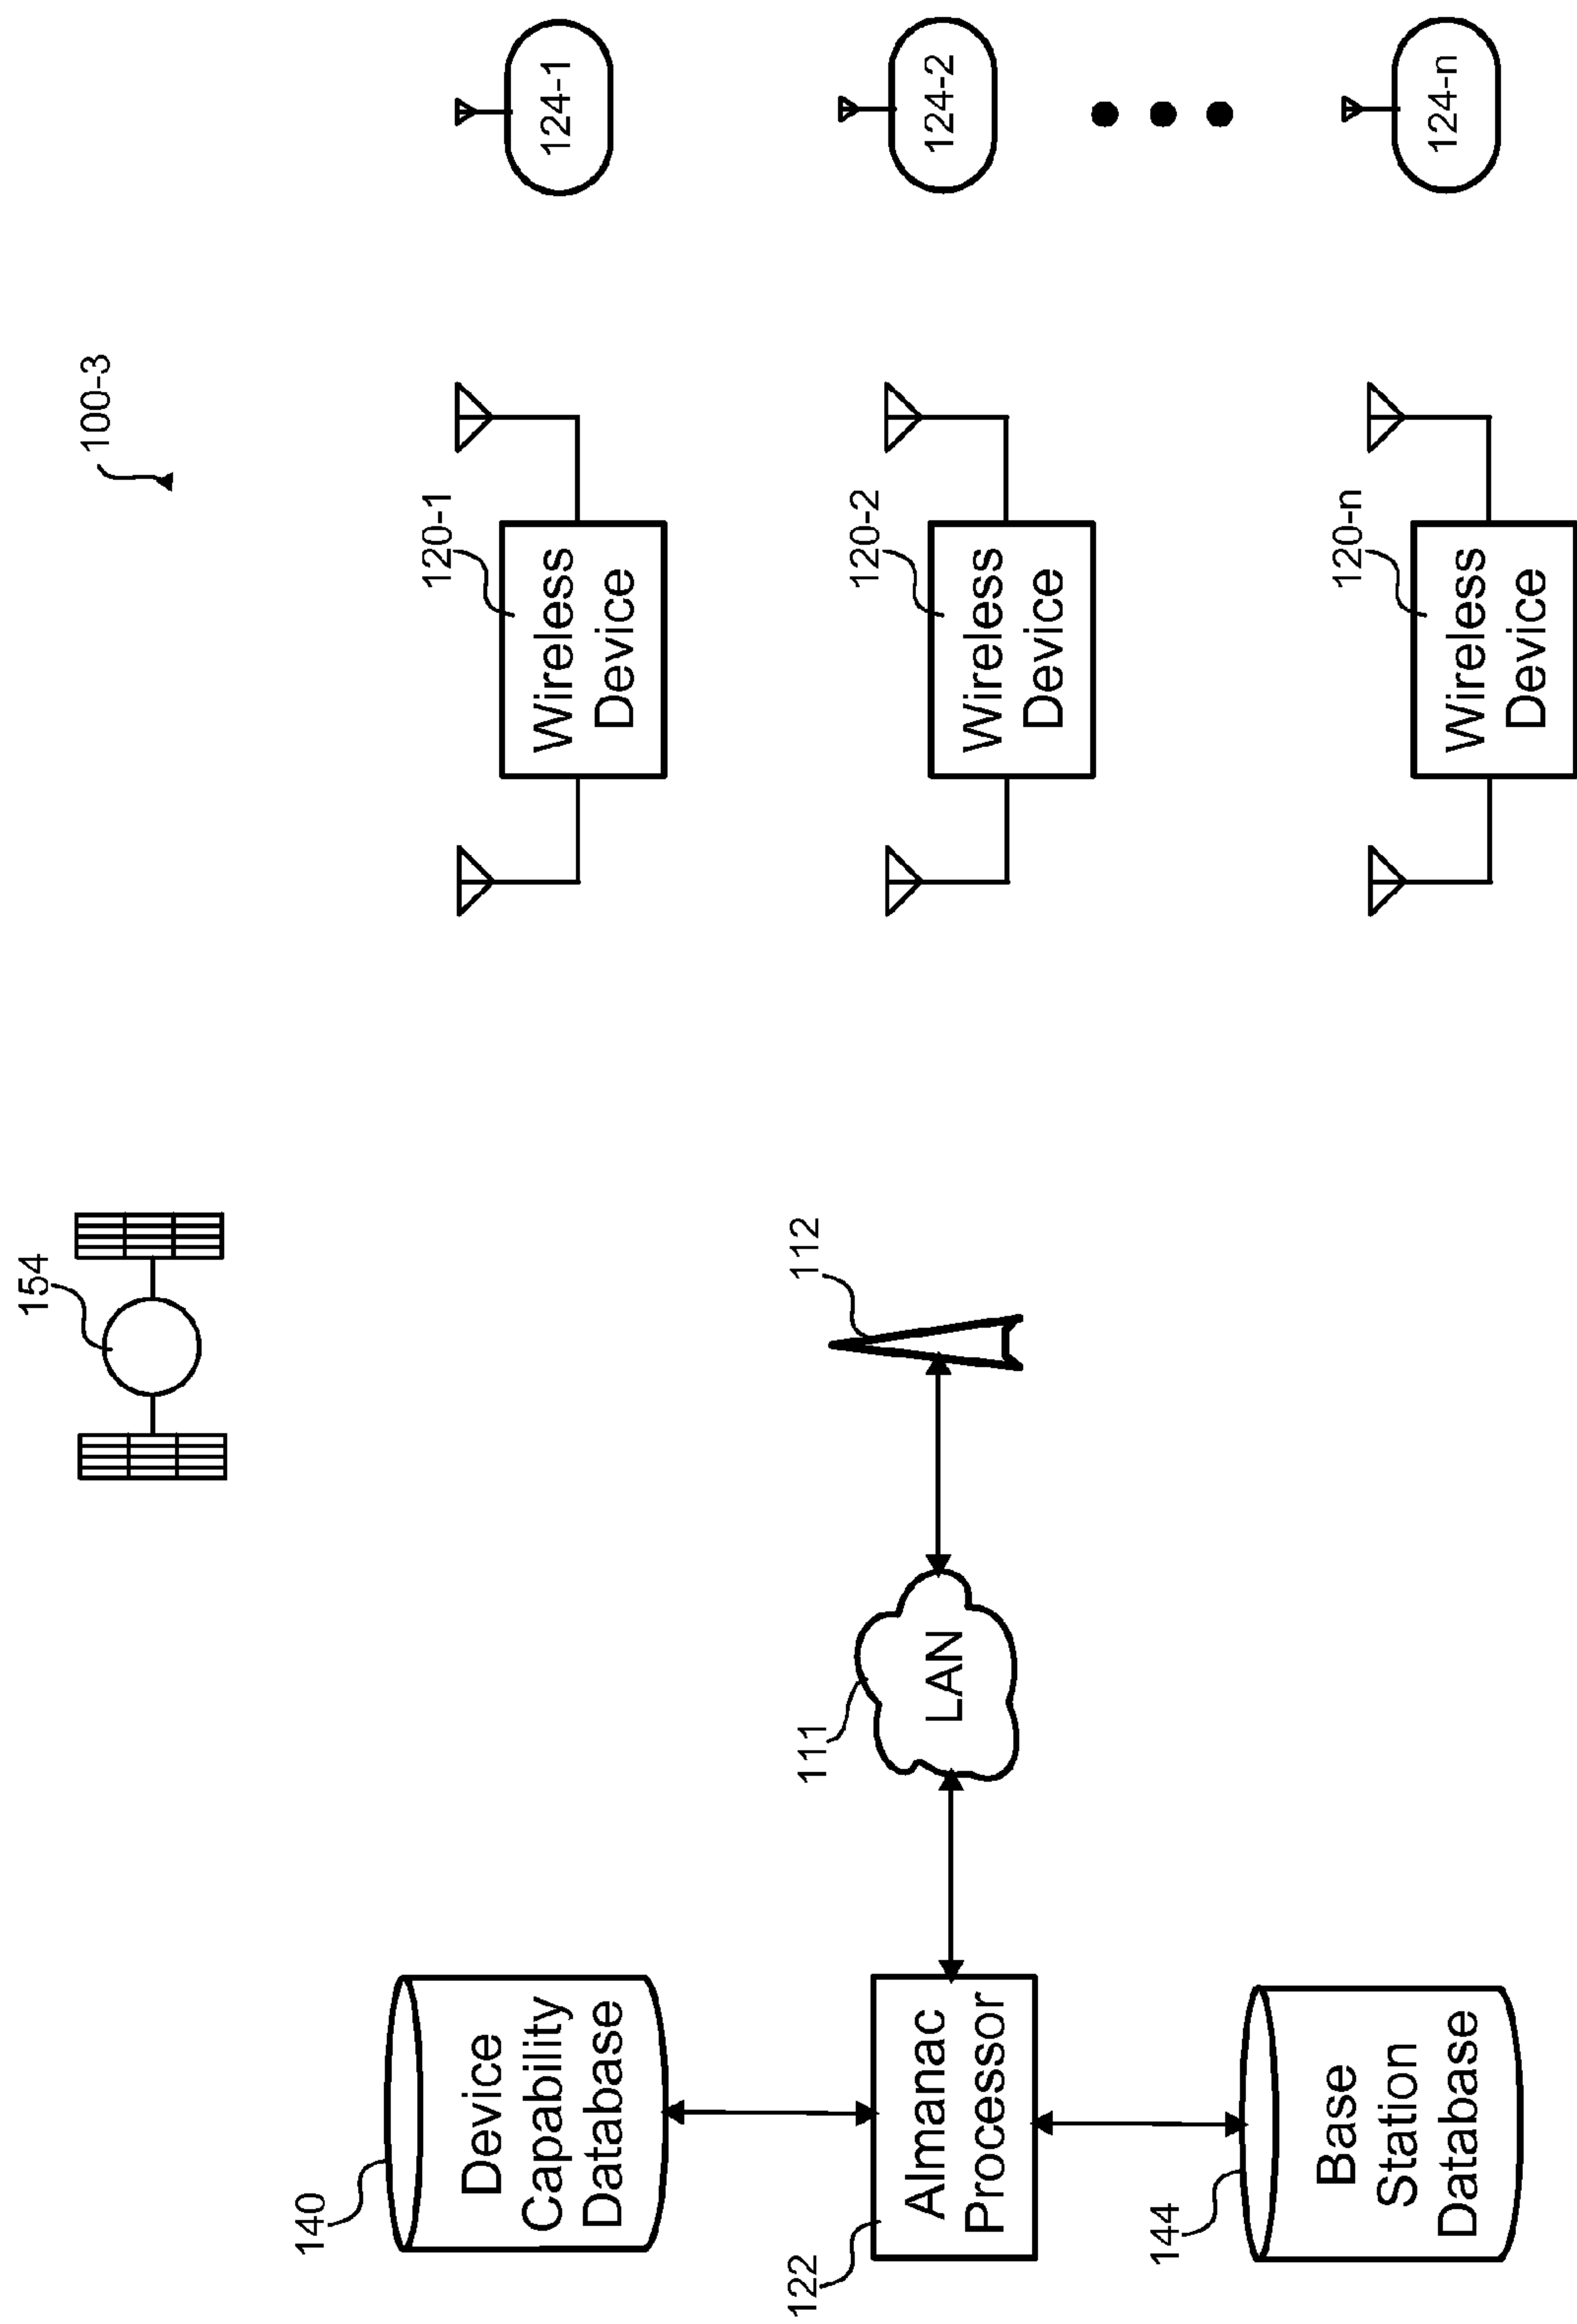 100-3
154
140
Device
Capability
Database
120-1
Wireless
Device
124-1
122
Almanac
Processor
111
LAN
112
120-2
Wireless
Device
124-2
144
Base
Station
Database
120-n
Wireless
Device
124-n